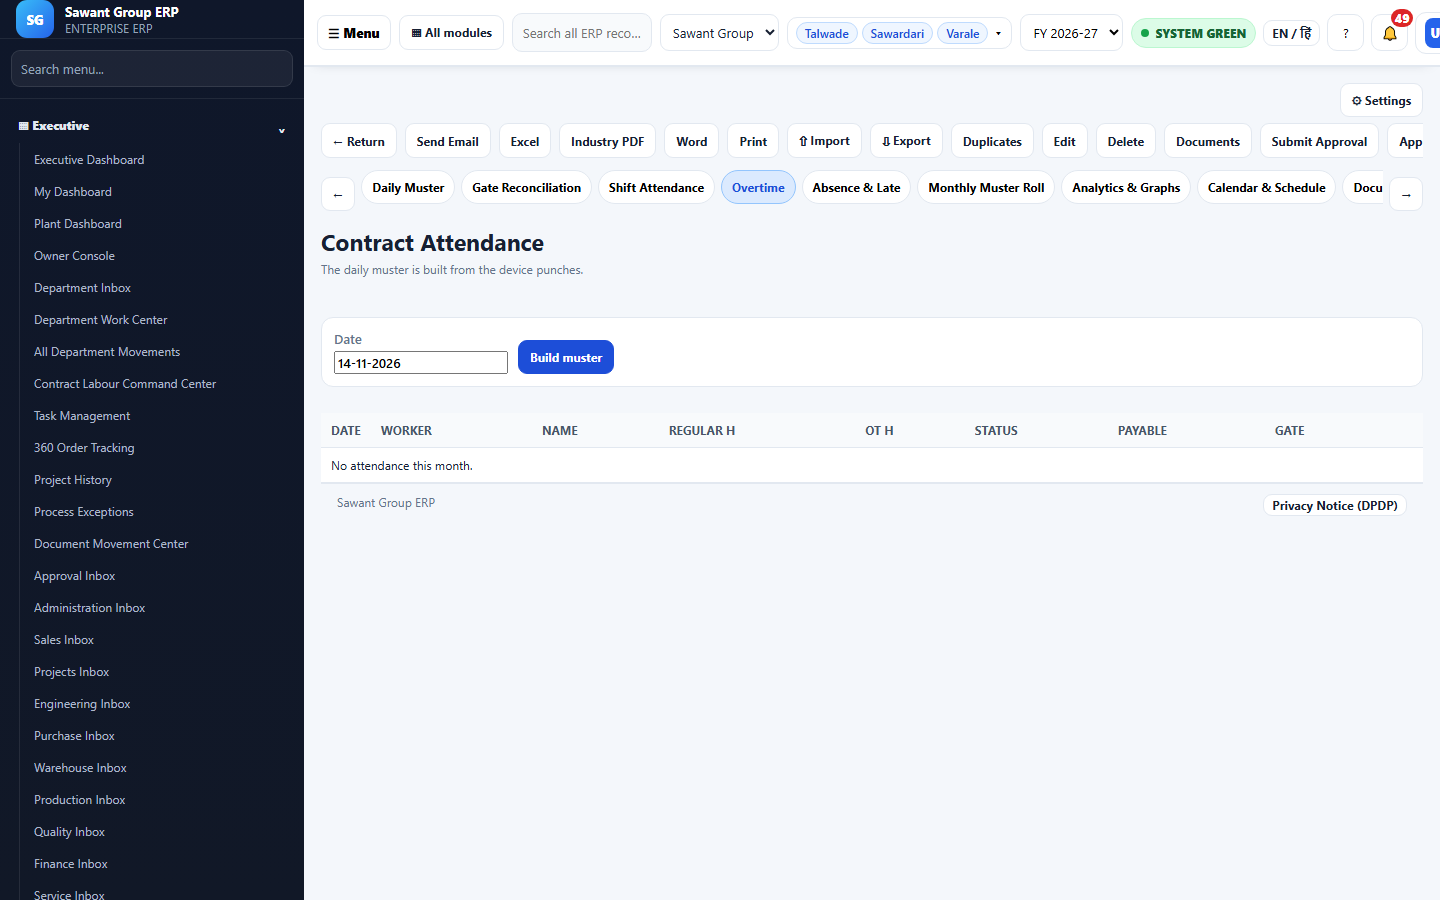 SG
Sawant Group ERP
ENTERPRISE ERP
☰ Menu
▦ All modules
Search all ERP reco...
Sawant Group
Talwade
Sawardari
Varale
FY 2026-27
SYSTEM GREEN
EN / हिं
?
49
U
Search menu...
▦ Executive
Executive Dashboard
My Dashboard
Plant Dashboard
Owner Console
Department Inbox
Department Work Center
All Department Movements
Contract Labour Command Center
Task Management
360 Order Tracking
Project History
Process Exceptions
Document Movement Center
Approval Inbox
Administration Inbox
Sales Inbox
Projects Inbox
Engineering Inbox
Purchase Inbox
Warehouse Inbox
Production Inbox
Quality Inbox
Finance Inbox
Service Inbox
⚙ Settings
← Return
Send Email
Excel
Industry PDF
Word
Print
⇧ Import
⇩ Export
Duplicates
Edit
Delete
Documents
Submit Approval
App
←
Daily Muster
Gate Reconciliation
Shift Attendance
Overtime
Absence & Late
Monthly Muster Roll
Analytics & Graphs
Calendar & Schedule
Docu
→
Contract Attendance
The daily muster is built from the device punches.
Date
14-11-2026
Build muster
DATE WORKER NAME REGULAR H OT H STATUS PAYABLE GATE
No attendance this month.
Sawant Group ERP
Privacy Notice (DPDP)